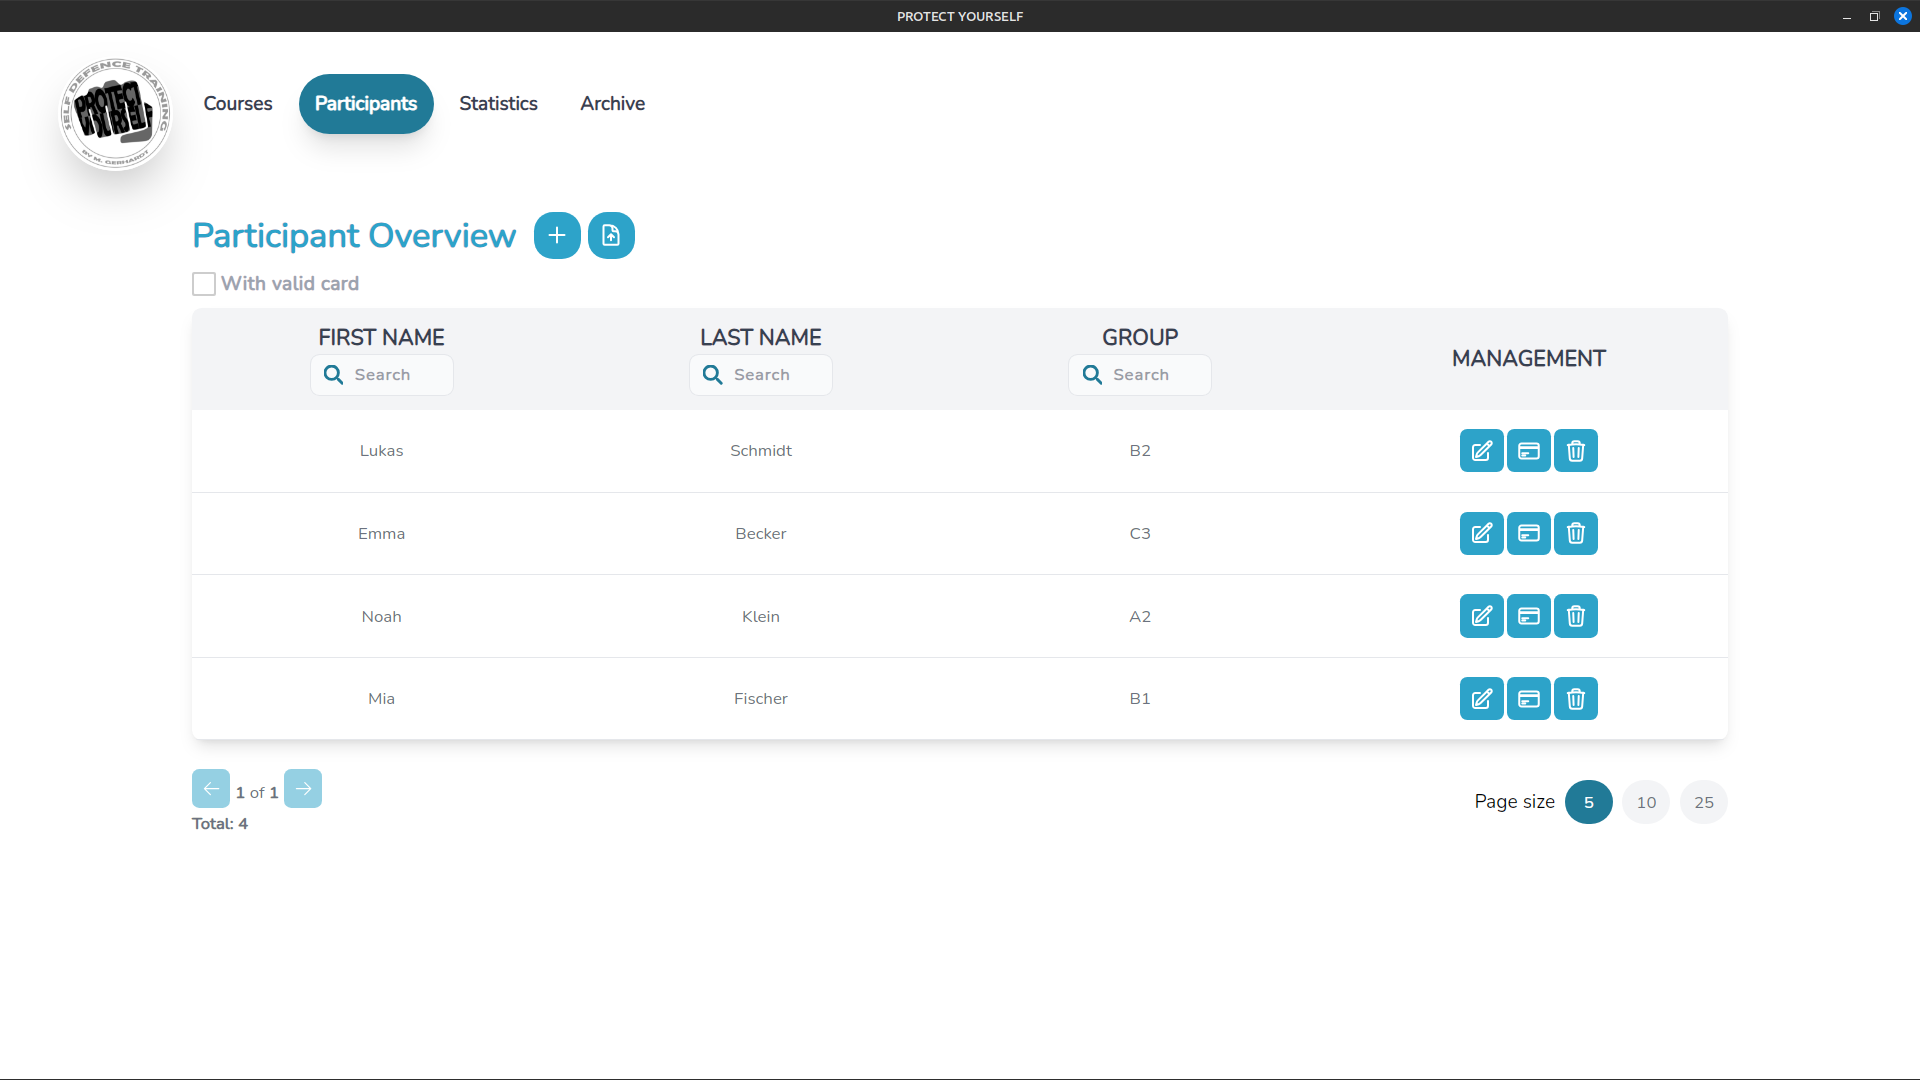 PROTECT YOURSELF
SELF DEFENCE TRAINING
PROTECT
YOURSELF
BY M. GEBHARDT
Courses Participants Statistics Archive
Participant Overview
With valid card
FIRST NAME LAST NAME GROUP MANAGEMENT
Search Search Search
Lukas Schmidt B2
Emma Becker C3
Noah Klein A2
Mia Fischer B1
1 of 1
Page size 5 10 25
Total: 4